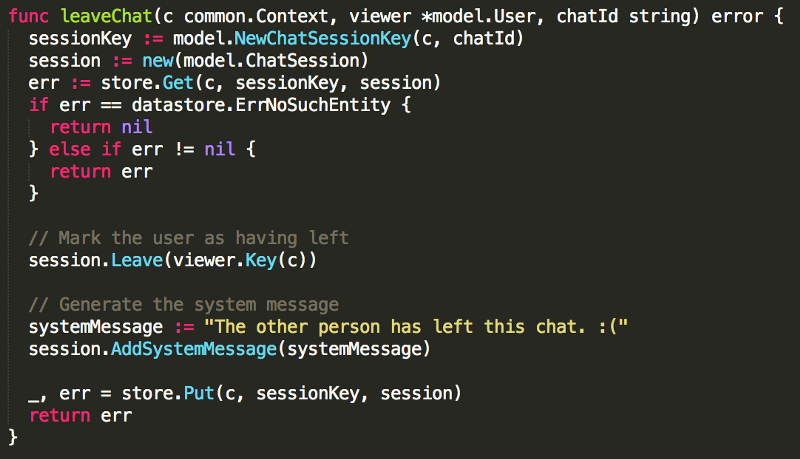 func leaveChat(c common.Context, viewer *model.User, chatId string) error {
  sessionKey := model.NewChatSessionKey(c, chatId)
  session := new(model.ChatSession)
  err := store.Get(c, sessionKey, session)
  if err == datastore.ErrNoSuchEntity {
    return nil
  } else if err != nil {
    return err
  }

  // Mark the user as having left
  session.Leave(viewer.Key(c))

  // Generate the system message
  systemMessage := "The other person has left this chat. :("
  session.AddSystemMessage(systemMessage)

  _, err = store.Put(c, sessionKey, session)
  return err
}